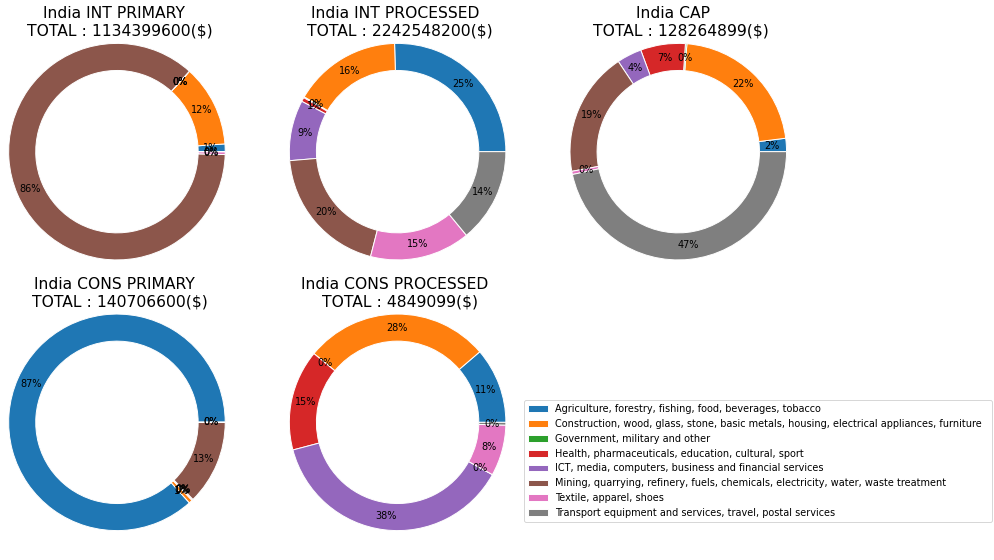 India INT PRIMARY
TOTAL : 1134399600($)
1%
12%
0%
0%
86%
0%
0%
India INT PROCESSED
TOTAL : 2242548200($)
25%
16%
0%
1%
9%
20%
15%
14%
India CAP
TOTAL : 128264899($)
2%
22%
0%
7%
4%
19%
0%
47%
India CONS PRIMARY
TOTAL : 140706600($)
87%
0%
0%
13%
0%
India CONS PROCESSED
TOTAL : 4849099($)
11%
28%
0%
15%
38%
0%
8%
0%
Agriculture, forestry, fishing, food, beverages, tobacco
Construction, wood, glass, stone, basic metals, housing, electrical appliances, furniture
Government, military and other
Health, pharmaceuticals, education, cultural, sport
ICT, media, computers, business and financial services
Mining, quarrying, refinery, fuels, chemicals, electricity, water, waste treatment
Textile, apparel, shoes
Transport equipment and services, travel, postal services